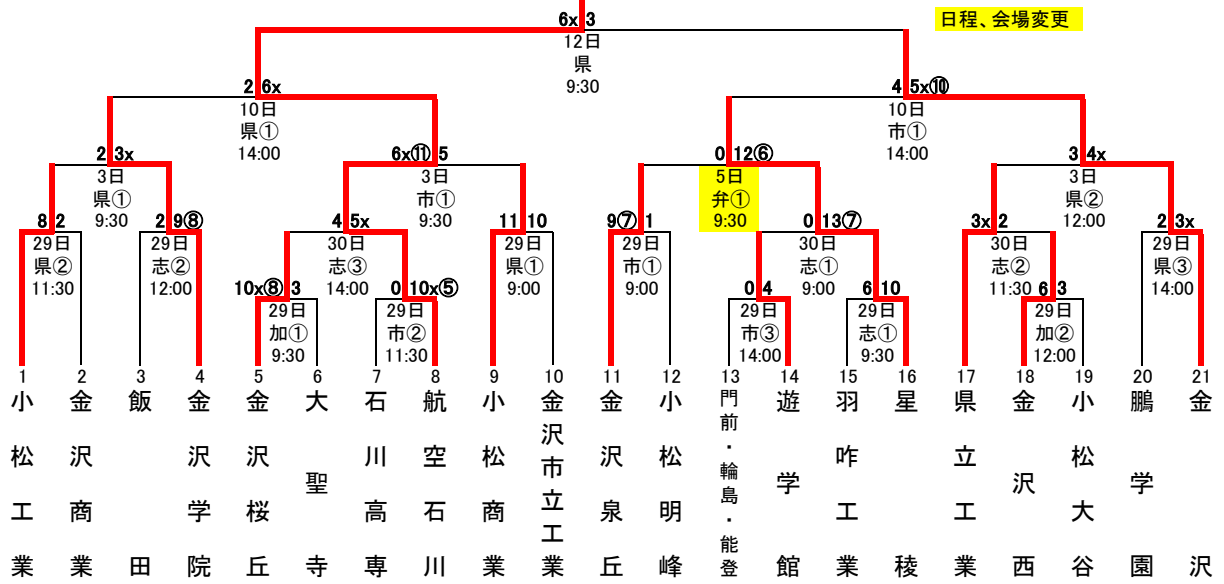 日程、会場変更
6x 3
12日
県
9:30
2 6x
10日
県①
14:00
4 5x⑩
10日
市①
14:00
2 3x
3日
県①
9:30
6x⑪ 5
3日
市①
9:30
0 12⑥
5日
弁①
9:30
3 4x
3日
県②
12:00
8 2
29日
県②
11:30
2 9⑧
29日
志②
12:00
4 5x
30日
志③
14:00
11 10
29日
県①
9:00
9⑦ 1
29日
市①
9:00
0 13⑦
30日
志①
9:00
3x 2
30日
志②
11:30
2 3x
29日
県③
14:00
10x⑧ 3
29日
加①
9:30
0 10x⑤
29日
市②
11:30
0 4
29日
市③
14:00
6 10
29日
志①
9:30
6 3
29日
加②
12:00
1 小松工業
2 金沢商業
3 飯田
4 金沢学院
5 金沢桜丘
6 大聖寺
7 石川高専
8 航空石川
9 小松商業
10 金沢市立工業
11 金沢泉丘
12 小松明峰
13 門前・輪島・能登
14 遊学館
15 羽咋工業
16 星稜
17 県立工業
18 金沢西
19 小松大谷
20 鵬学園
21 金沢